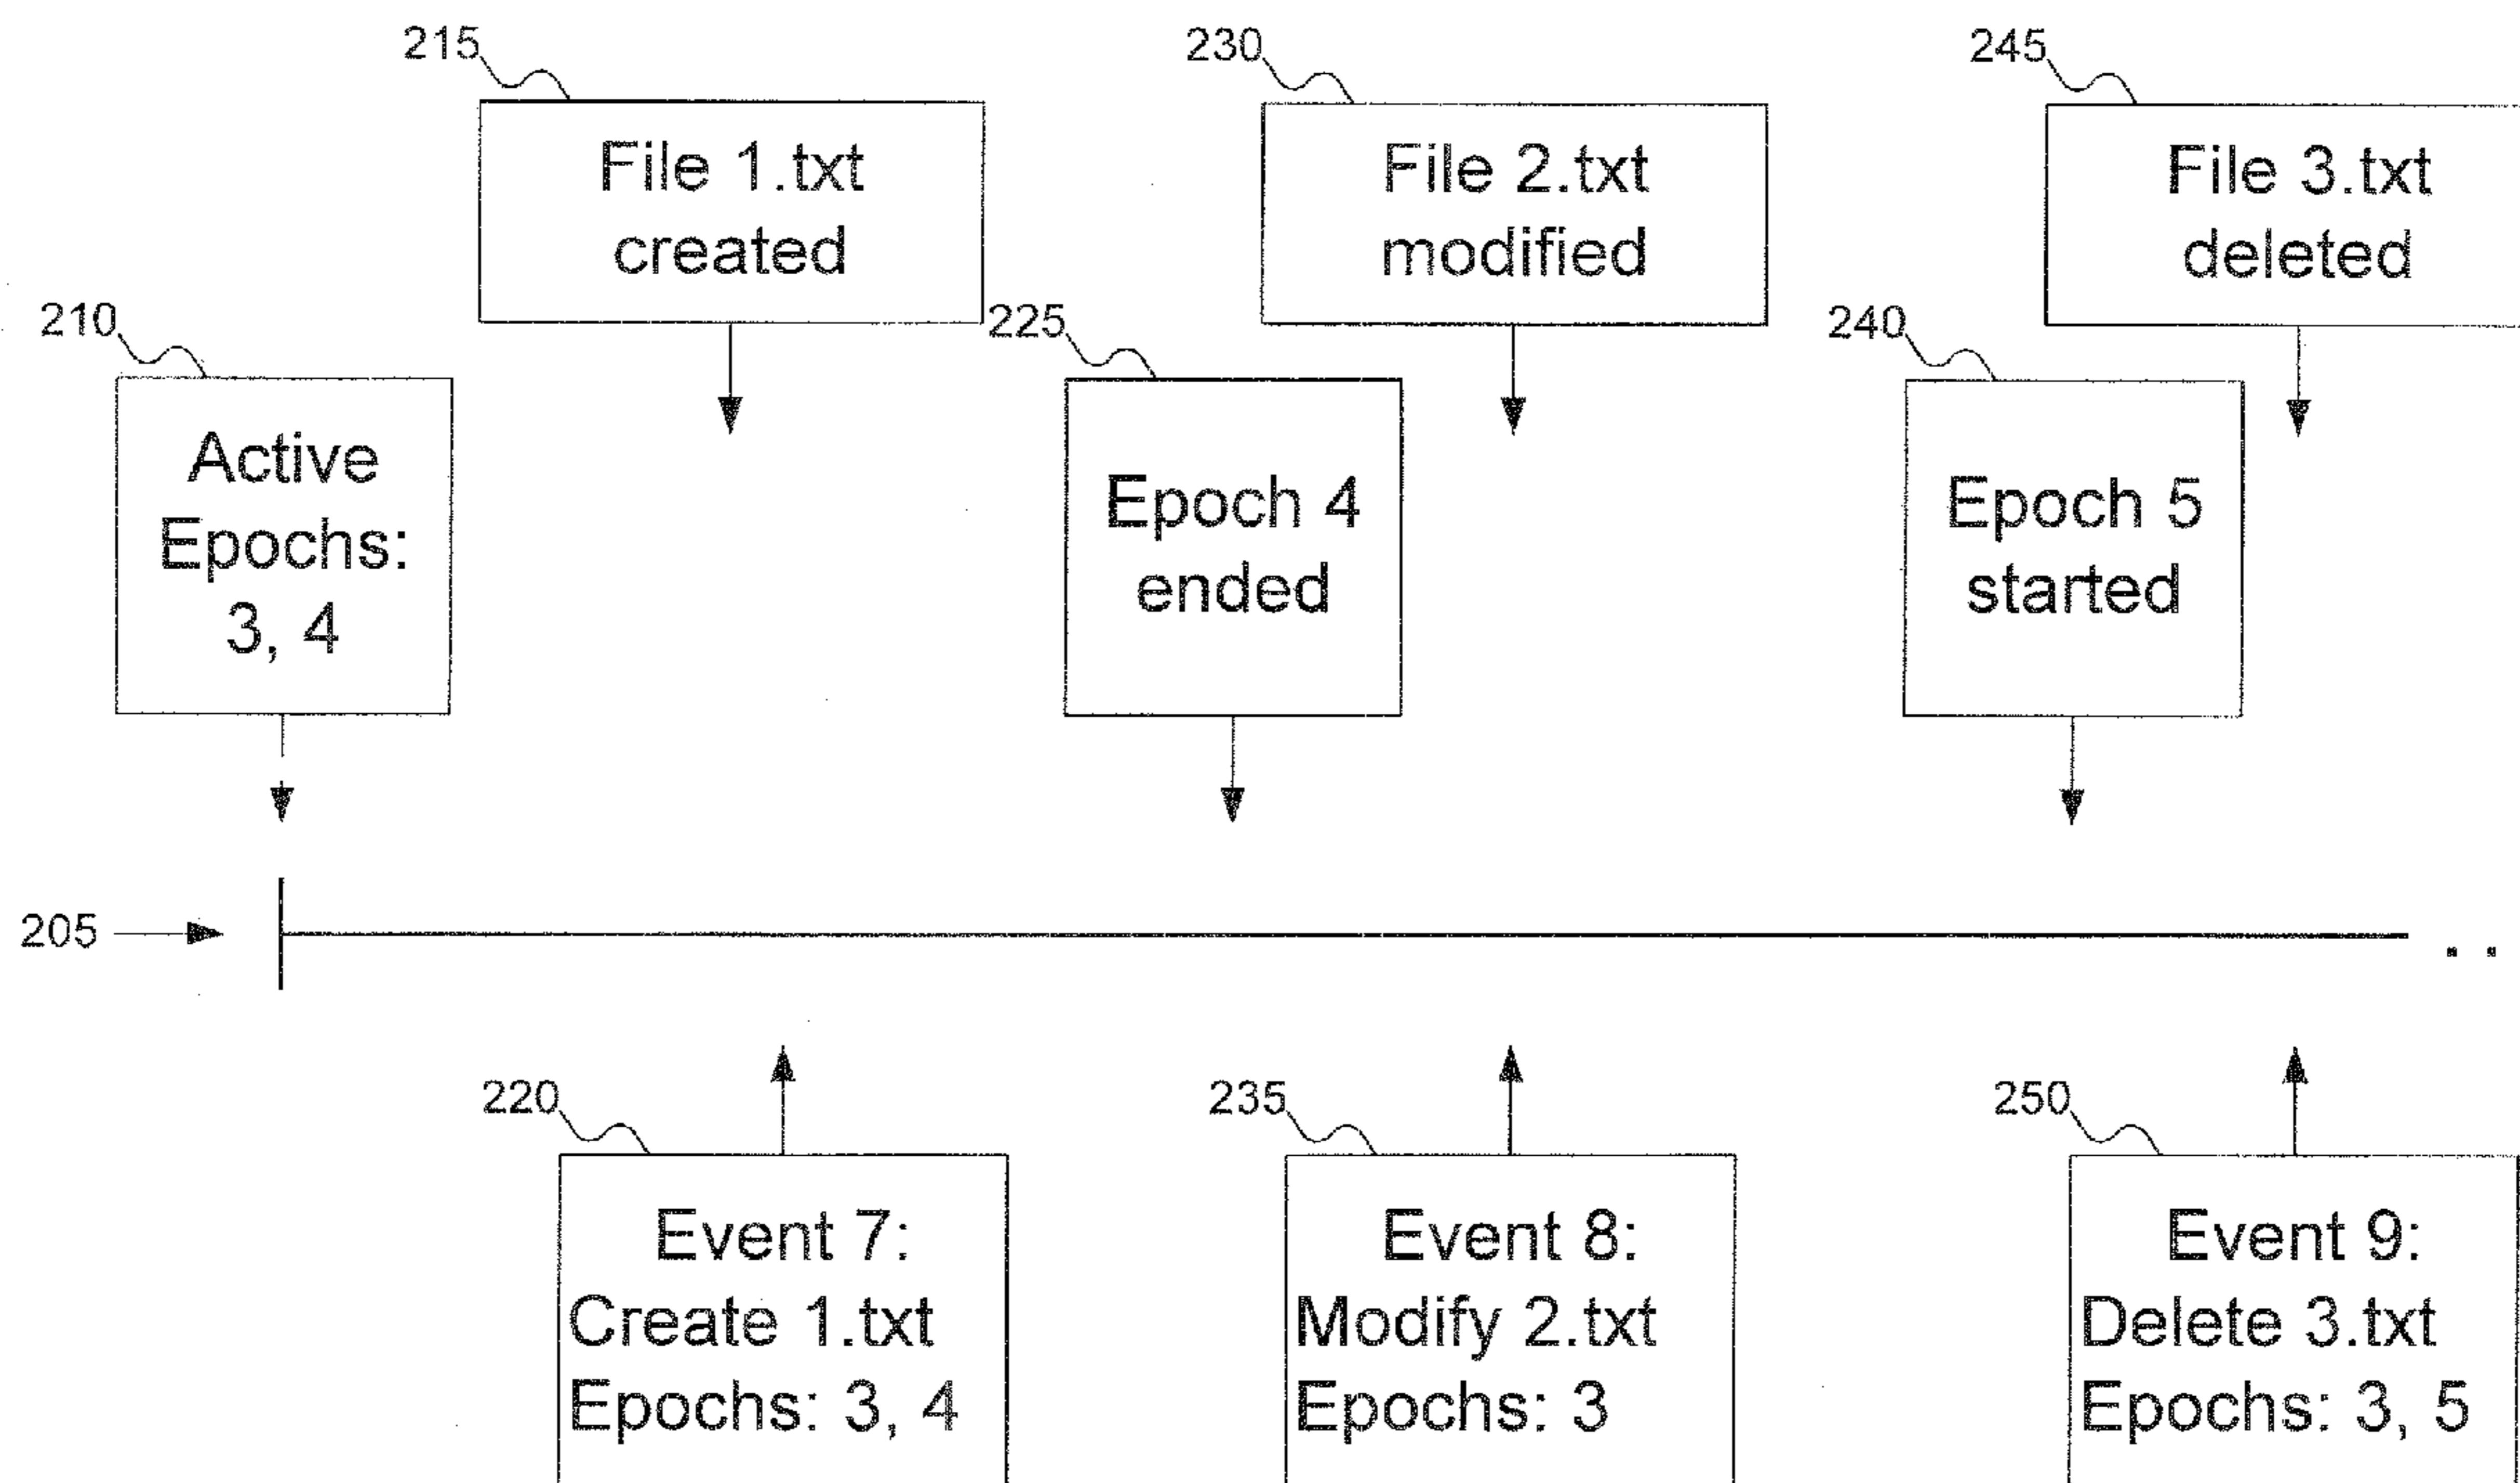 215
230
245
File 1.txt
created
File 2.txt
modified
File 3.txt
deleted
210
225
240
Active
Epochs:
3, 4
Epoch 4
ended
Epoch 5
started
205
. .
220
235
250
Event 7:
Create 1.txt
Epochs: 3, 4
Event 8:
Modify 2.txt
Epochs: 3
Event 9:
Delete 3.txt
Epochs: 3, 5